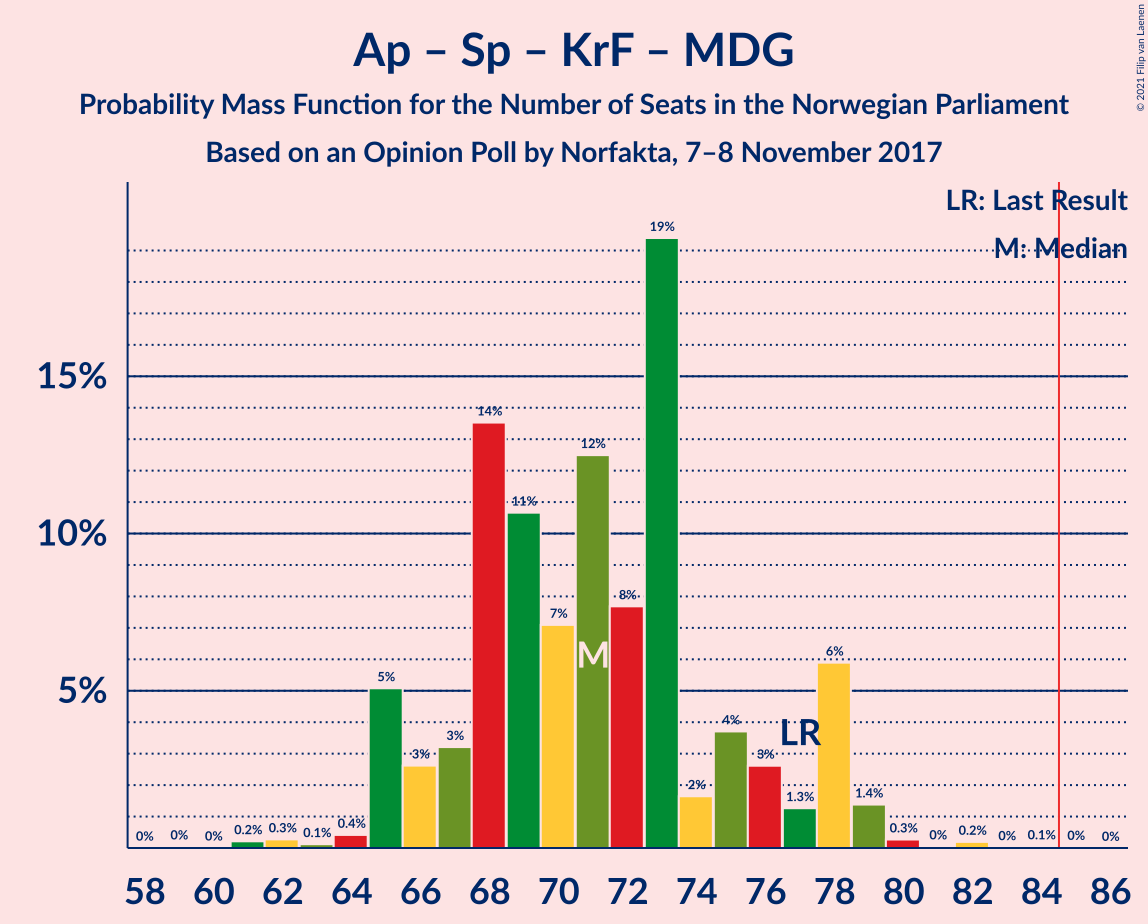 Ap – Sp – KrF – MDG
Probability Mass Function for the Number of Seats in the Norwegian Parliament
Based on an Opinion Poll by Norfakta, 7–8 November 2017
© 2021 Filip van Laenen
LR: Last Result
M: Median
15%
10%
5%
0% 0% 0% 0.2% 0.3% 0.1% 0.4% 5% 3% 3% 14% 11% 7% 12% 8% 19% 2% 4% 3% 1.3% 6% 1.4% 0.3% 0% 0.2% 0% 0.1% 0% 0%
M
LR
58 60 62 64 66 68 70 72 74 76 78 80 82 84 86